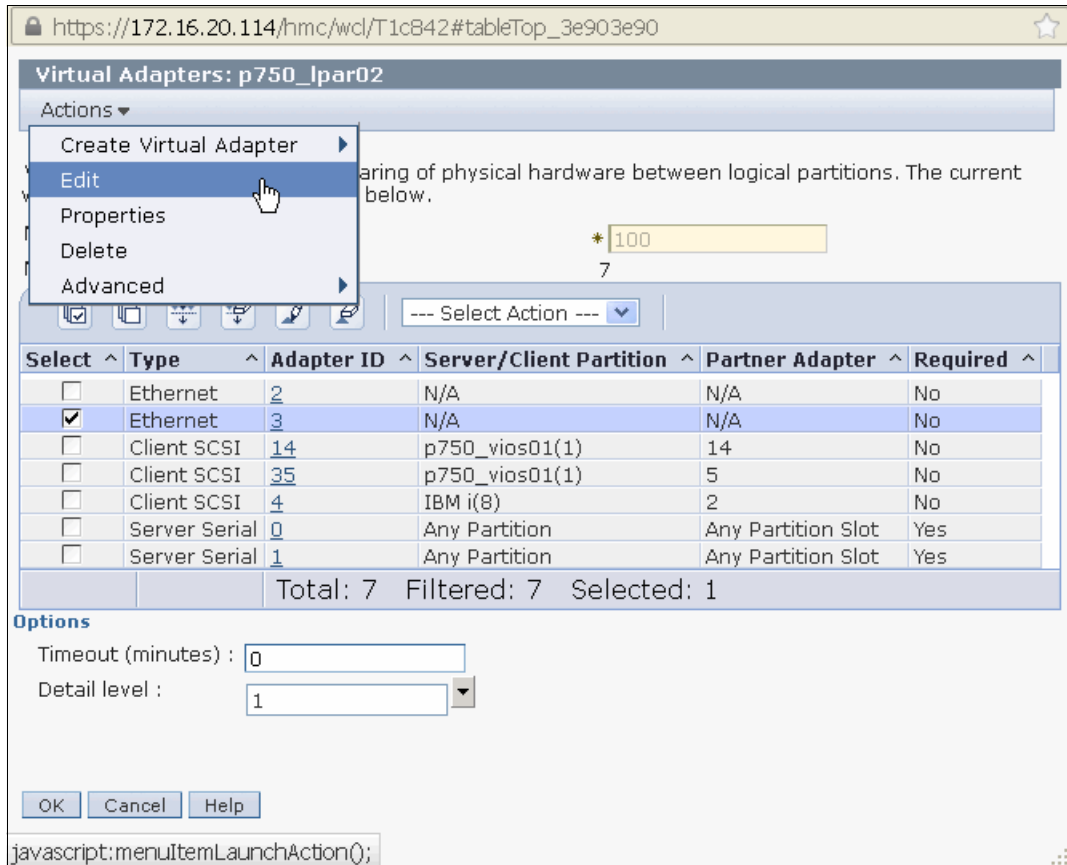 https://172.16.20.114/hmc/wcl/T1c842#tableTop_3e903e90
Virtual Adapters: p750_lpar02
Actions
Create Virtual Adapter
Edit
Properties
Delete
Advanced
aring of physical hardware between logical partitions. The current
below.
* 100
7
--- Select Action ---
Select ^ Type ^ Adapter ID ^ Server/Client Partition ^ Partner Adapter ^ Required ^
Ethernet 2 N/A N/A No
Ethernet 3 N/A N/A No
Client SCSI 14 p750_vios01(1) 14 No
Client SCSI 35 p750_vios01(1) 5 No
Client SCSI 4 IBM i(8) 2 No
Server Serial 0 Any Partition Any Partition Slot Yes
Server Serial 1 Any Partition Any Partition Slot Yes
Total: 7 Filtered: 7 Selected: 1
Options
Timeout (minutes) : 0
Detail level : 1
OK Cancel Help
javascript:menuItemLaunchAction();